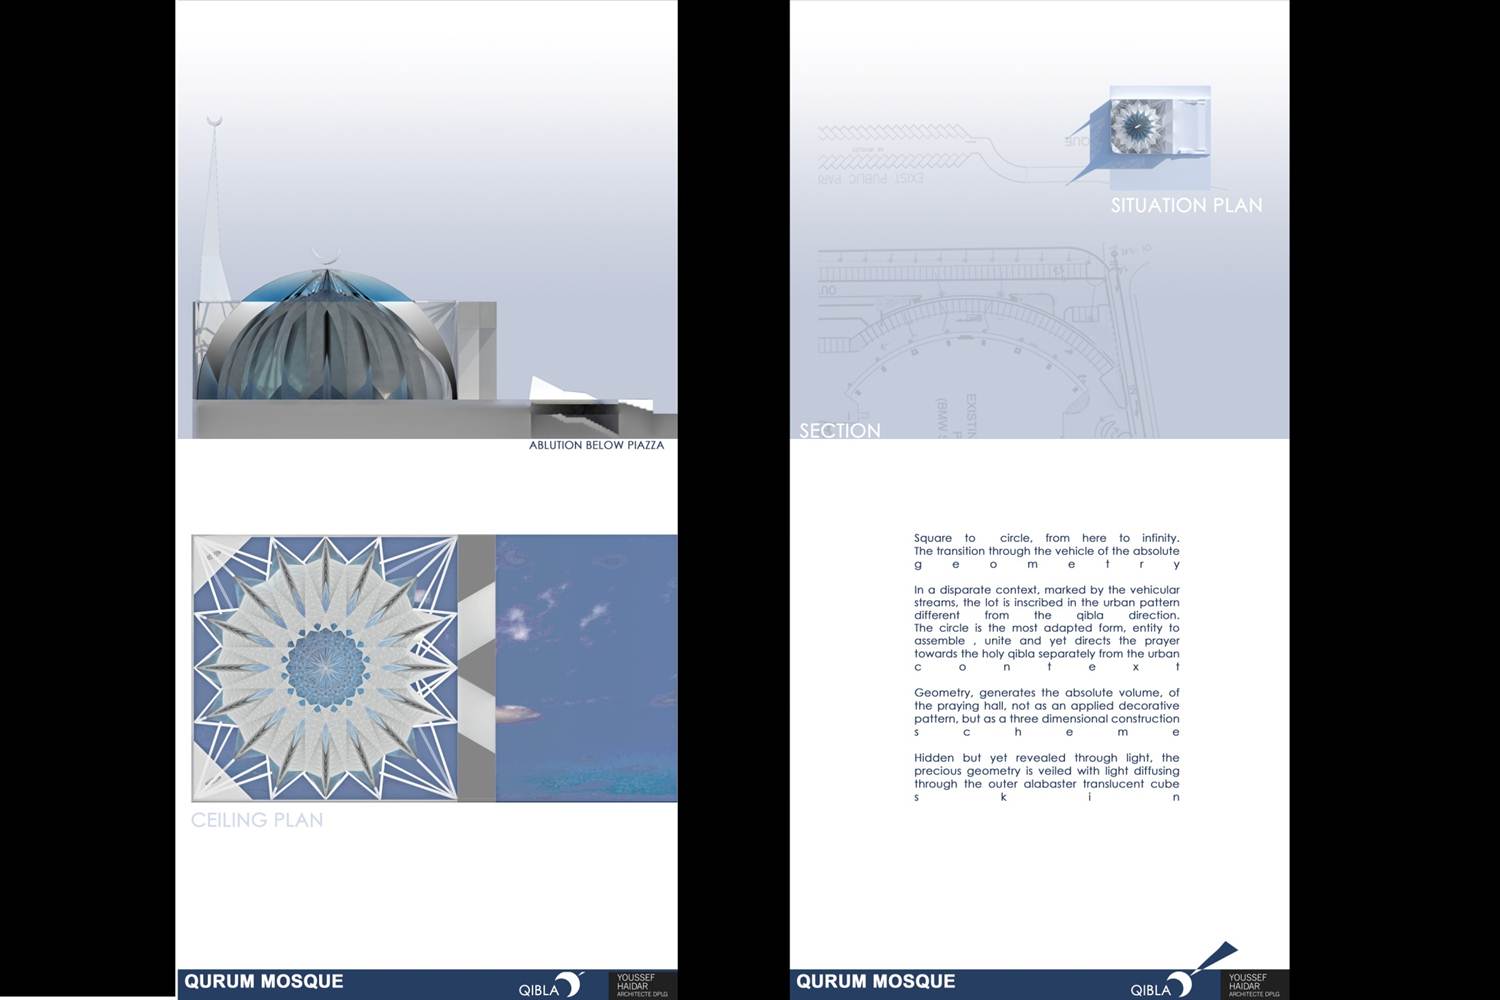 ABLUTION BELOW PIAZZA
CEILING PLAN
QURUM MOSQUE
QIBLA
YOUSSEF
HAIDAR
ARCHITECTE DPLG
SITUATION PLAN
EXIST PUBLIC PARK
EXISTIN
(BMW S
SECTION
Square to circle, from here to infinity.
The transition through the vehicle of the absolute
g e o m e t r y
In a disparate context, marked by the vehicular
streams, the lot is inscribed in the urban pattern
different from the qibla direction.
The circle is the most adapted form, entity to
assemble , unite and yet directs the prayer
towards the holy qibla separately from the urban
c o n t e x t
Geometry, generates the absolute volume, of
the praying hall, not as an applied decorative
pattern, but as a three dimensional construction
s c h e m e
Hidden but yet revealed through light, the
precious geometry is veiled with light diffusing
through the outer alabaster translucent cube
s k i n
QURUM MOSQUE
QIBLA
YOUSSEF
HAIDAR
ARCHITECTE DPLG